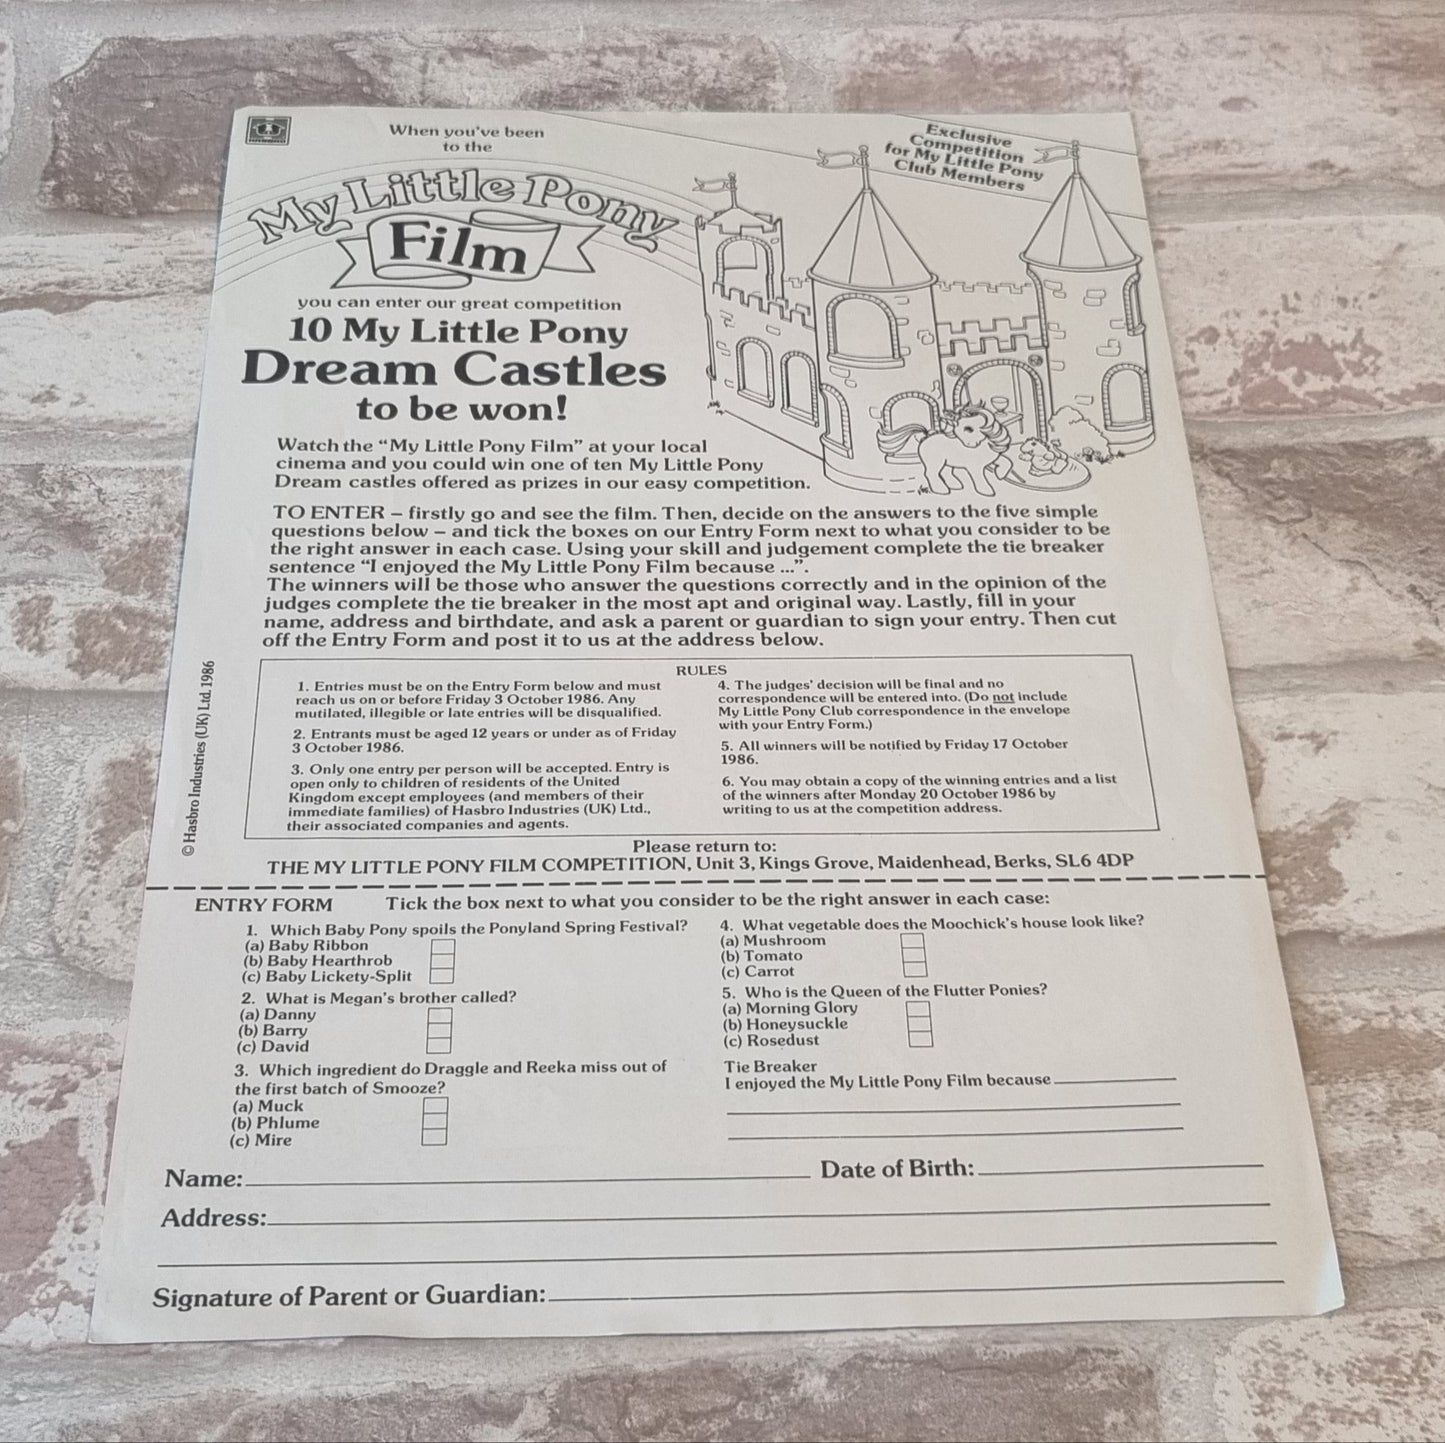 When you've been
to the
My Little Pony
Film
Exclusive
Competition
for My Little Pony
Club Members
you can enter our great competition
10 My Little Pony
Dream Castles
to be won!
Watch the “My Little Pony Film” at your local
cinema and you could win one of ten My Little Pony
Dream castles offered as prizes in our easy competition.
TO ENTER – firstly go and see the film. Then, decide on the answers to the five simple
questions below – and tick the boxes on our Entry Form next to what you consider to be
the right answer in each case. Using your skill and judgement complete the tie breaker
sentence “I enjoyed the My Little Pony Film because ...”.
The winners will be those who answer the questions correctly and in the opinion of the
judges complete the tie breaker in the most apt and original way. Lastly, fill in your
name, address and birthdate, and ask a parent or guardian to sign your entry. Then cut
off the Entry Form and post it to us at the address below.
© Hasbro Industries (UK) Ltd. 1986
RULES
1. Entries must be on the Entry Form below and must
reach us on or before Friday 3 October 1986. Any
mutilated, illegible or late entries will be disqualified.
2. Entrants must be aged 12 years or under as of Friday
3 October 1986.
3. Only one entry per person will be accepted. Entry is
open only to children of residents of the United
Kingdom except employees (and members of their
immediate families) of Hasbro Industries (UK) Ltd.,
their associated companies and agents.
4. The judges' decision will be final and no
correspondence will be entered into. (Do not include
My Little Pony Club correspondence in the envelope
with your Entry Form.)
5. All winners will be notified by Friday 17 October
1986.
6. You may obtain a copy of the winning entries and a list
of the winners after Monday 20 October 1986 by
writing to us at the competition address.
Please return to:
THE MY LITTLE PONY FILM COMPETITION, Unit 3, Kings Grove, Maidenhead, Berks, SL6 4DP
ENTRY FORM Tick the box next to what you consider to be the right answer in each case:
1. Which Baby Pony spoils the Ponyland Spring Festival?
(a) Baby Ribbon
(b) Baby Hearthrob
(c) Baby Lickety-Split
2. What is Megan's brother called?
(a) Danny
(b) Barry
(c) David
3. Which ingredient do Draggle and Reeka miss out of
the first batch of Smooze?
(a) Muck
(b) Phlume
(c) Mire
4. What vegetable does the Moochick's house look like?
(a) Mushroom
(b) Tomato
(c) Carrot
5. Who is the Queen of the Flutter Ponies?
(a) Morning Glory
(b) Honeysuckle
(c) Rosedust
Tie Breaker
I enjoyed the My Little Pony Film because
Name: Date of Birth:
Address:
Signature of Parent or Guardian: